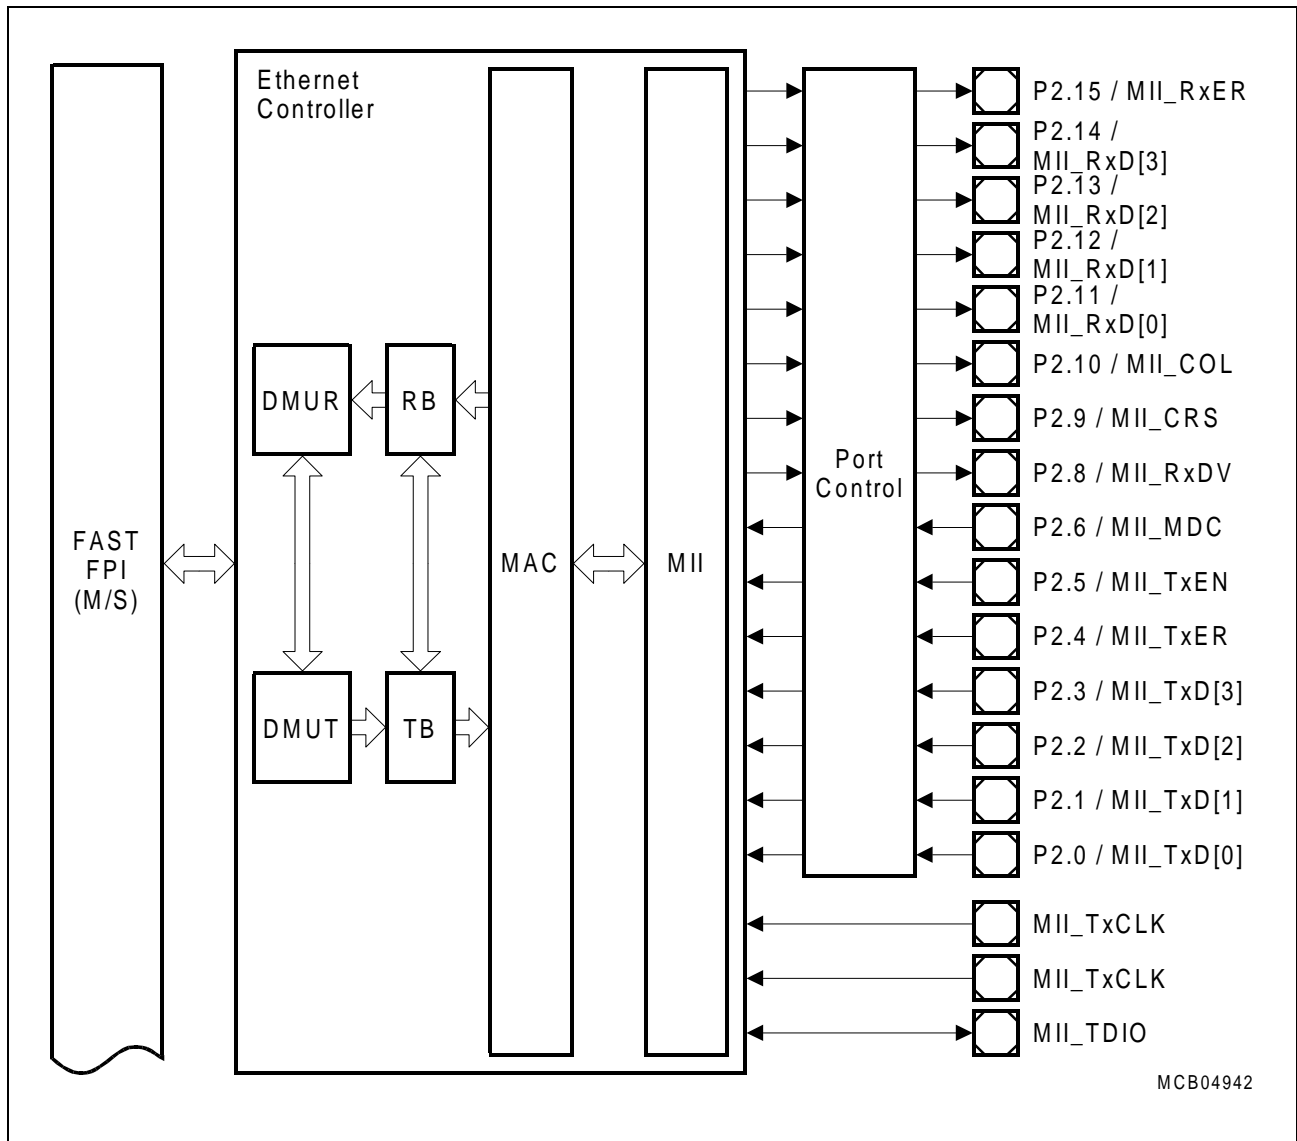 Ethernet
Controller
FAST
FPI
(M/S)
DMUR
RB
DMUT
TB
MAC
MII
Port
Control
P2.15 / MII_RxER
P2.14 /
MII_RxD[3]
P2.13 /
MII_RxD[2]
P2.12 /
MII_RxD[1]
P2.11 /
MII_RxD[0]
P2.10 / MII_COL
P2.9 / MII_CRS
P2.8 / MII_RxDV
P2.6 / MII_MDC
P2.5 / MII_TxEN
P2.4 / MII_TxER
P2.3 / MII_TxD[3]
P2.2 / MII_TxD[2]
P2.1 / MII_TxD[1]
P2.0 / MII_TxD[0]
MII_TxCLK
MII_TxCLK
MII_TDIO
MCB04942